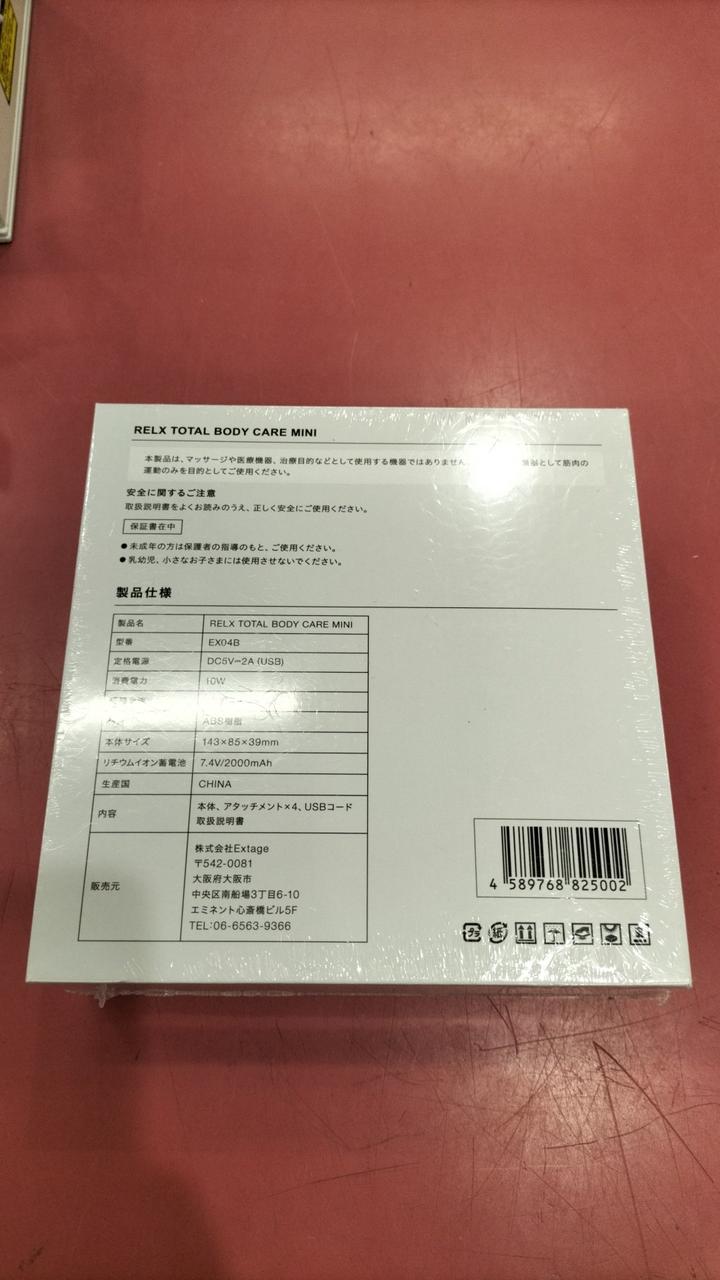 RELX TOTAL BODY CARE MINI
本製品は、マッサージや医療機器、治療目的などとして使用する機器ではありません 機器として筋肉の
運動のみを目的としてご使用ください。
安全に関するご注意
取扱説明書をよくお読みのうえ、正しく安全にご使用ください。
保証書在中
●未成年の方は保護者の指導のもと、ご使用ください。
●乳幼児、小さなお子さまには使用させないでください。
製品仕様
製品名 RELX TOTAL BODY CARE MINI
型番 EX04B
定格電源 DC5V⎓2A (USB)
消費電力 10W
ABS樹脂
本体サイズ 143×85×39mm
リチウムイオン蓄電池 7.4V/2000mAh
生産国 CHINA
内容 本体、アタッチメント×4、USBコード
取扱説明書
販売元 株式会社Extage
〒542-0081
大阪府大阪市
中央区南船場3丁目6-10
エミネント心斎橋ビル5F
TEL:06-6563-9366
4 589768 825002
プラ 紙